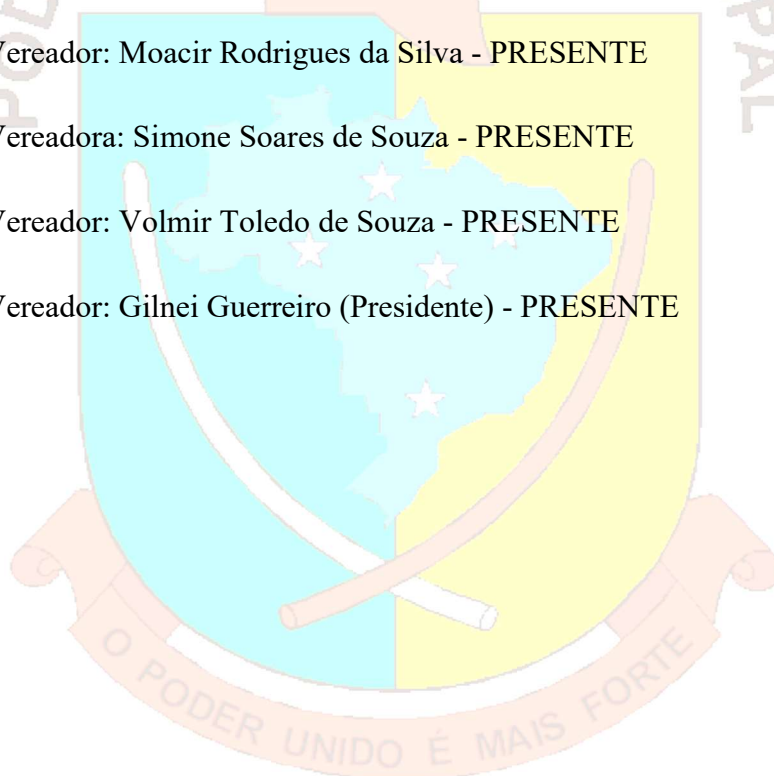 Vereador: Moacir Rodrigues da Silva - PRESENTE
Vereadora: Simone Soares de Souza - PRESENTE
Vereador: Volmir Toledo de Souza - PRESENTE
Vereador: Gilnei Guerreiro (Presidente) - PRESENTE
O PODER UNIDO É MAIS FORTE